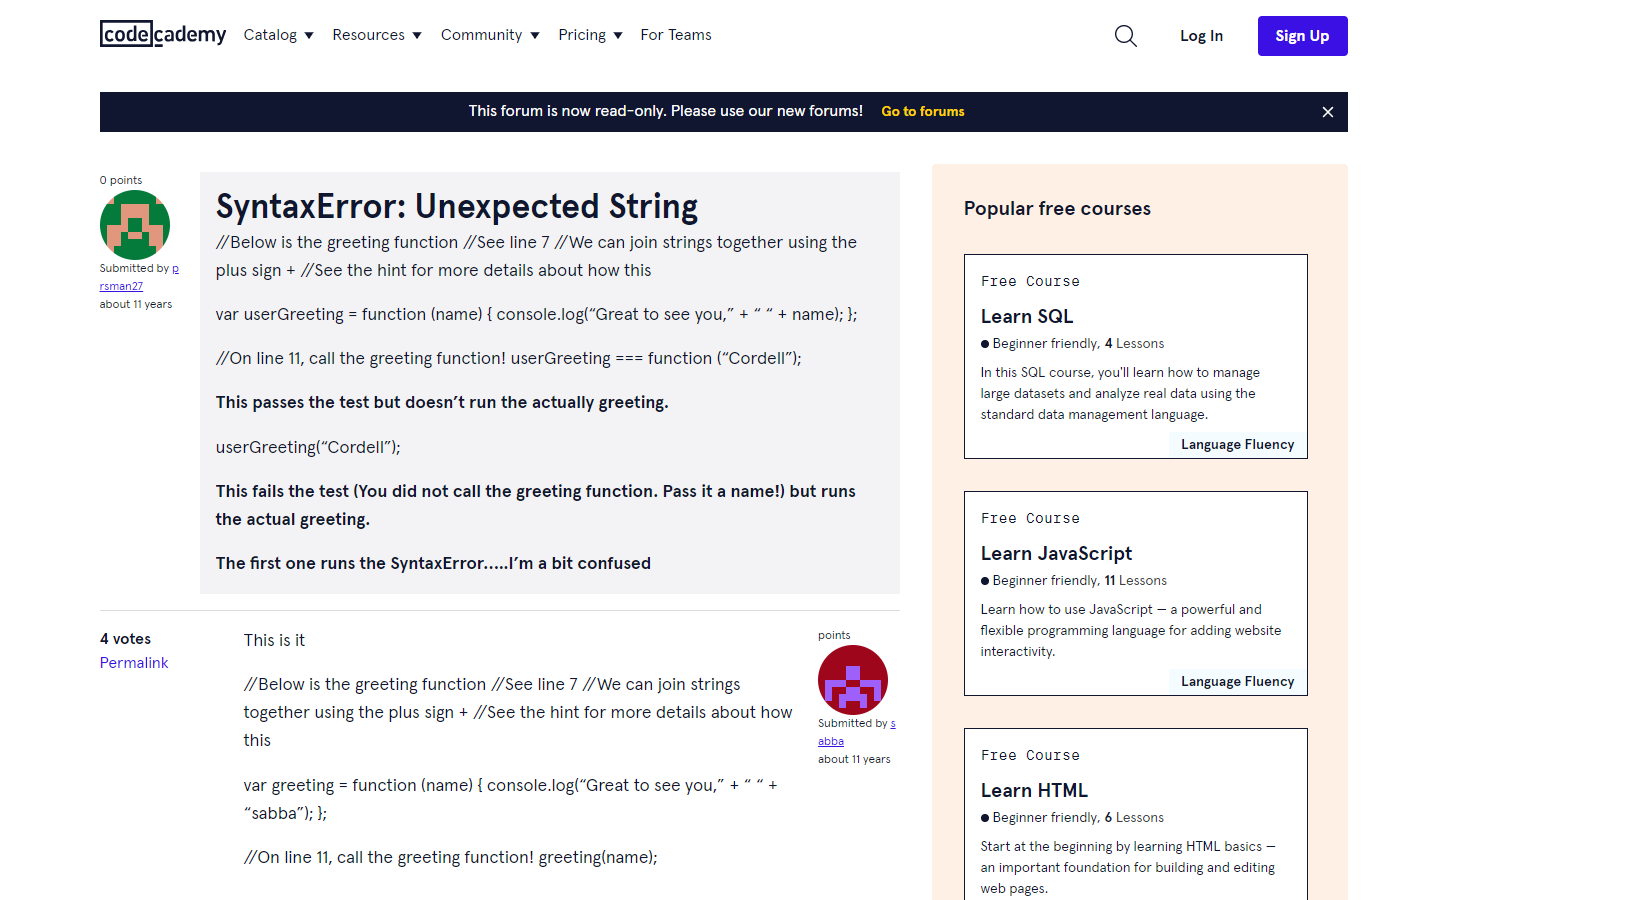 codecademy
Catalog
Resources
Community
Pricing
For Teams
Log In
Sign Up
This forum is now read-only. Please use our new forums! Go to forums
0 points
Submitted by p
rsman27
about 11 years
SyntaxError: Unexpected String
//Below is the greeting function //See line 7 //We can join strings together using the
plus sign + //See the hint for more details about how this
var userGreeting = function (name) { console.log(“Great to see you,” + “ “ + name); };
//On line 11, call the greeting function! userGreeting === function (“Cordell”);
This passes the test but doesn’t run the actually greeting.
userGreeting(“Cordell”);
This fails the test (You did not call the greeting function. Pass it a name!) but runs
the actual greeting.
The first one runs the SyntaxError…..I’m a bit confused
4 votes
Permalink
This is it
//Below is the greeting function //See line 7 //We can join strings
together using the plus sign + //See the hint for more details about how
this
var greeting = function (name) { console.log(“Great to see you,” + “ “ +
“sabba”); };
//On line 11, call the greeting function! greeting(name);
points
Submitted by s
abba
about 11 years
Popular free courses
Free Course
Learn SQL
Beginner friendly, 4 Lessons
In this SQL course, you'll learn how to manage
large datasets and analyze real data using the
standard data management language.
Language Fluency
Free Course
Learn JavaScript
Beginner friendly, 11 Lessons
Learn how to use JavaScript — a powerful and
flexible programming language for adding website
interactivity.
Language Fluency
Free Course
Learn HTML
Beginner friendly, 6 Lessons
Start at the beginning by learning HTML basics —
an important foundation for building and editing
web pages.